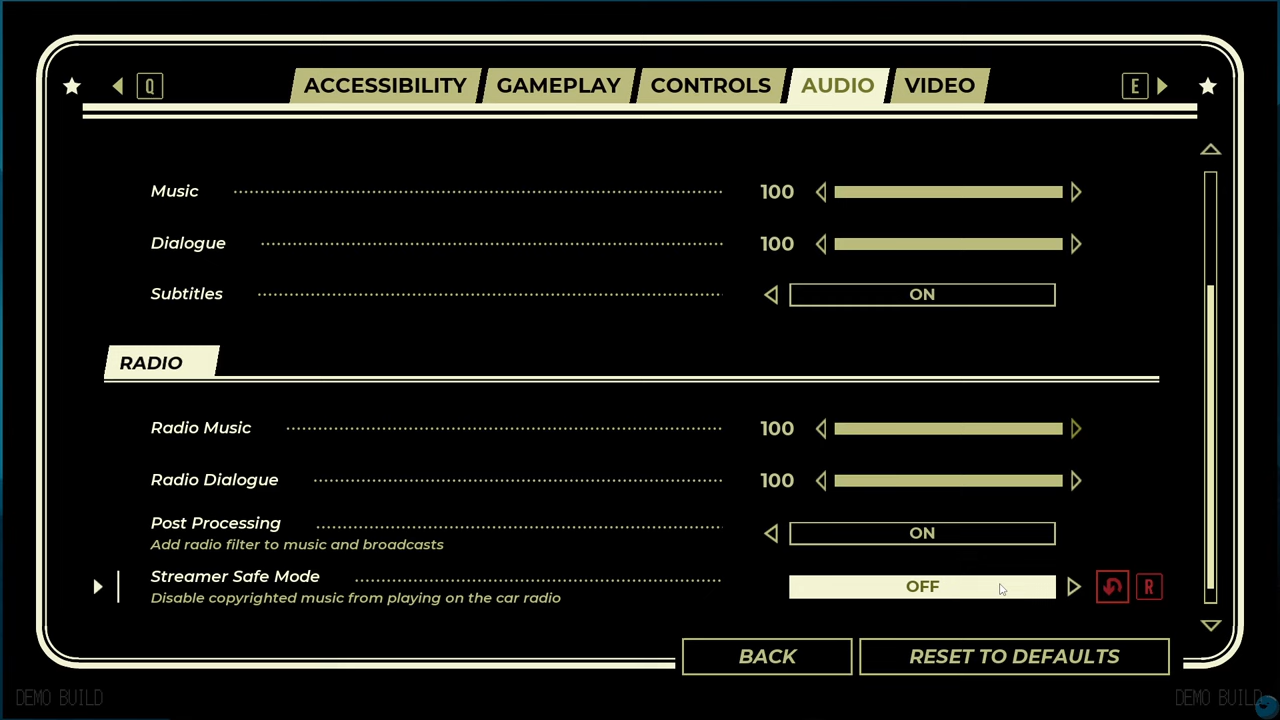 Q ACCESSIBILITY GAMEPLAY CONTROLS AUDIO VIDEO E
Music 100
Dialogue 100
Subtitles ON
RADIO
Radio Music 100
Radio Dialogue 100
Post Processing ON
Add radio filter to music and broadcasts
Streamer Safe Mode OFF R
Disable copyrighted music from playing on the car radio
BACK RESET TO DEFAULTS
DEMO BUILD DEMO BUILD